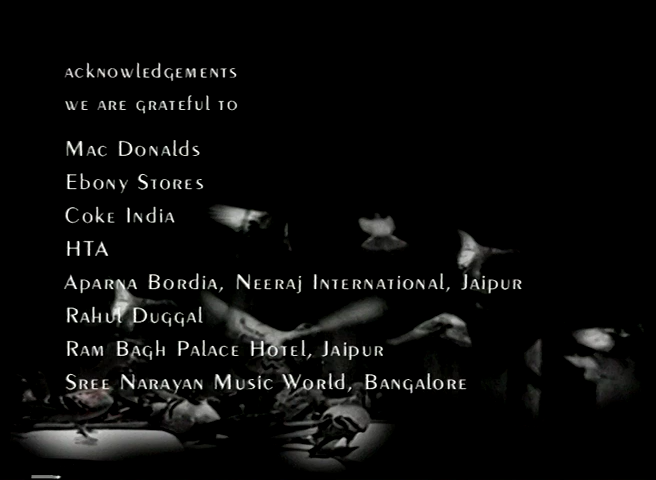 acknowledgements
we are grateful to
Mac Donalds
Ebony Stores
Coke India
HTA
Aparna Bordia, Neeraj International, Jaipur
Rahul Duggal
Ram Bagh Palace Hotel, Jaipur
Sree Narayan Music World, Bangalore